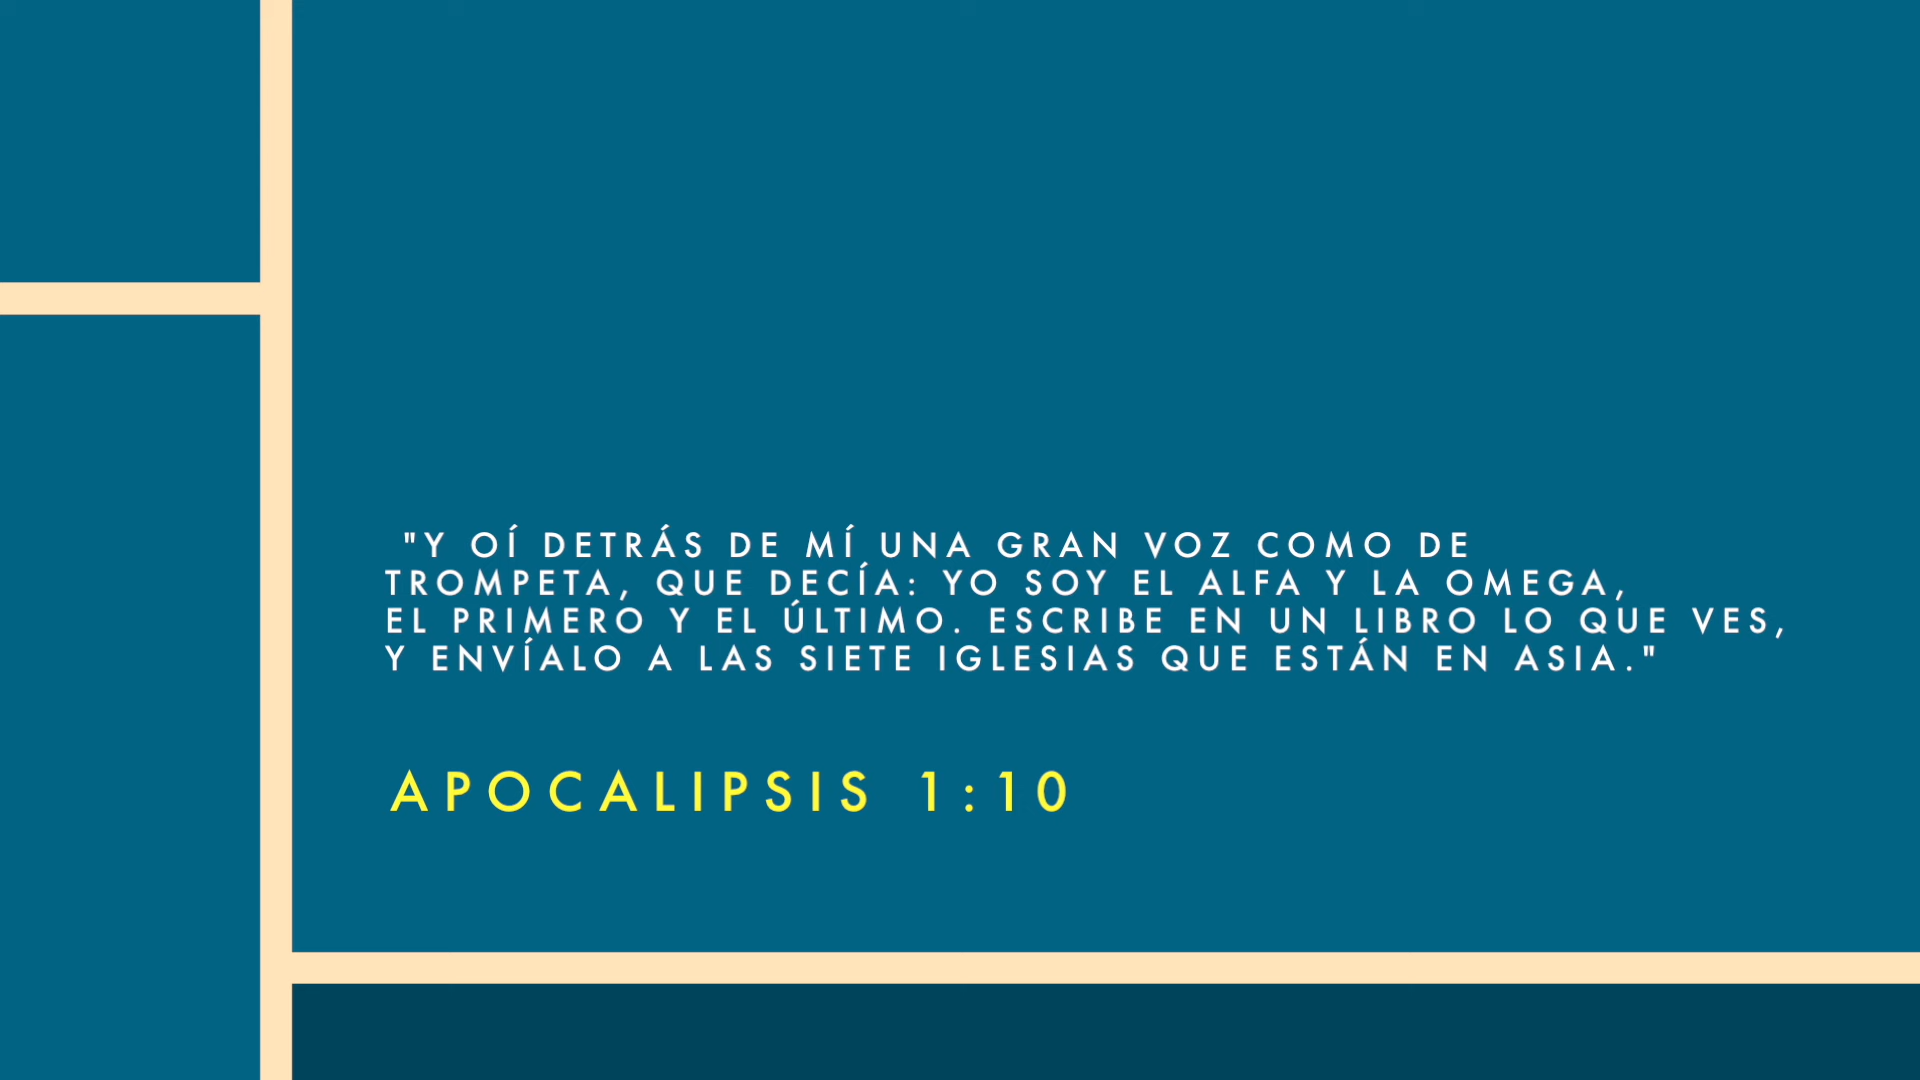 "Y OÍ DETRÁS DE MÍ UNA GRAN VOZ COMO DE
TROMPETA, QUE DECÍA: YO SOY EL ALFA Y LA OMEGA,
EL PRIMERO Y EL ÚLTIMO. ESCRIBE EN UN LIBRO LO QUE VES,
Y ENVÍALO A LAS SIETE IGLESIAS QUE ESTÁN EN ASIA."
APOCALIPSIS 1:10